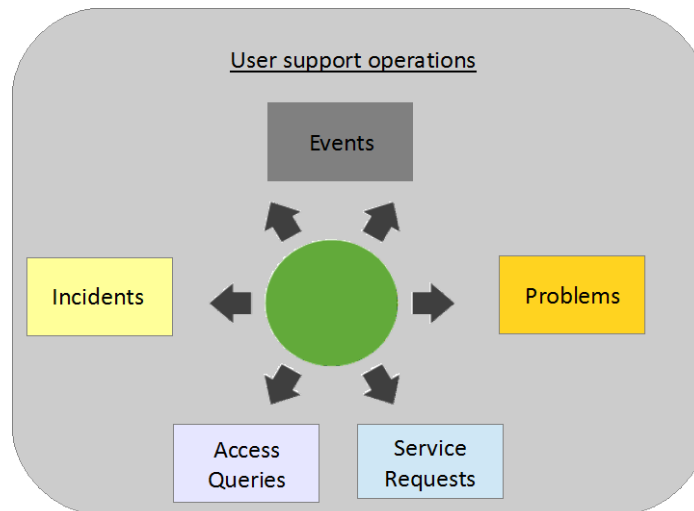 User support operations
Events
Incidents
Problems
Access
Queries
Service
Requests